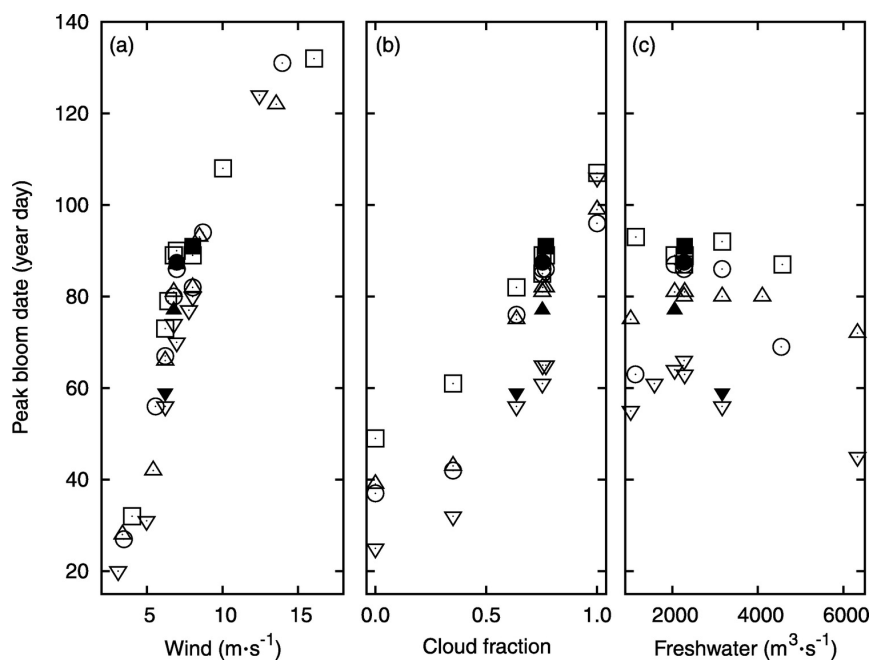 (a) (b) (c)
140
120
100
80
60
40
20
Peak bloom date (year day)
5 10 15 0.0 0.5 1.0 2000 4000 6000
Wind (m·s⁻¹) Cloud fraction Freshwater (m³·s⁻¹)